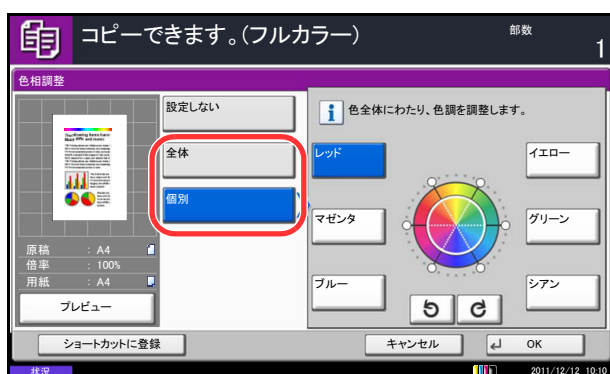 コピーできます。(フルカラー)
部数
1
色相調整
設定しない
全体
個別
色全体にわたり、色調を調整します。
レッド
イエロー
マゼンタ
グリーン
ブルー
シアン
原稿 : A4
倍率 : 100%
用紙 : A4
プレビュー
ショートカットに登録
キャンセル
OK
状況
2011/12/12 10:10